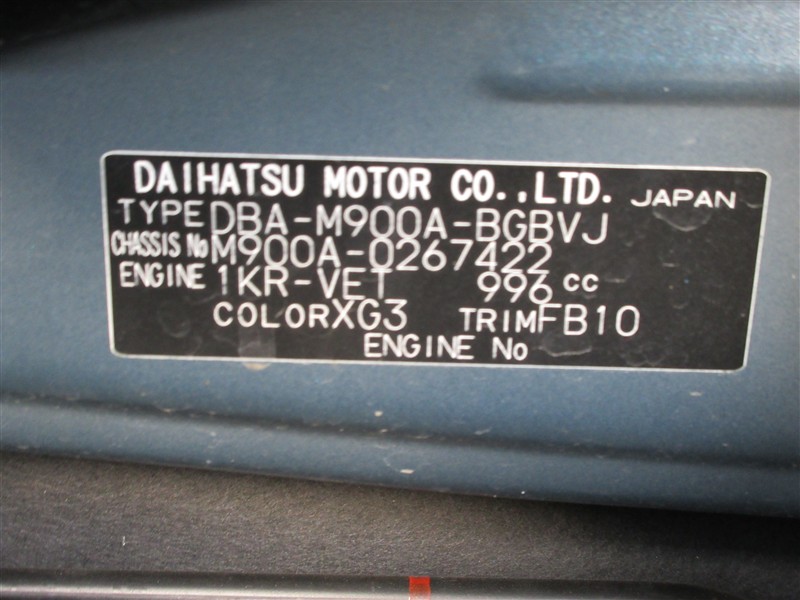 DAIHATSU MOTOR CO.,LTD. JAPAN
TYPE DBA-M900A-BGBVJ
CHASSIS No M900A-0267422
ENGINE 1KR-VET 996 cc
COLOR XG3 TRIM FB10
ENGINE No